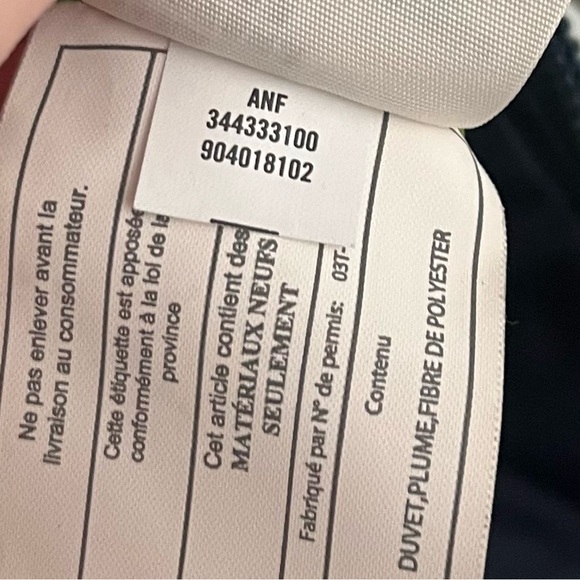 ANF
344333100
904018102
Ne pas enlever avant la
livraison au consommateur.
Cette étiquette est apposée
conformément à la loi de la
province
Cet article contient des
MATÉRIAUX NEUFS
SEULEMENT
Fabriqué par Nº de permis: 03T-
Contenu
DUVET,PLUME,FIBRE DE POLYESTER